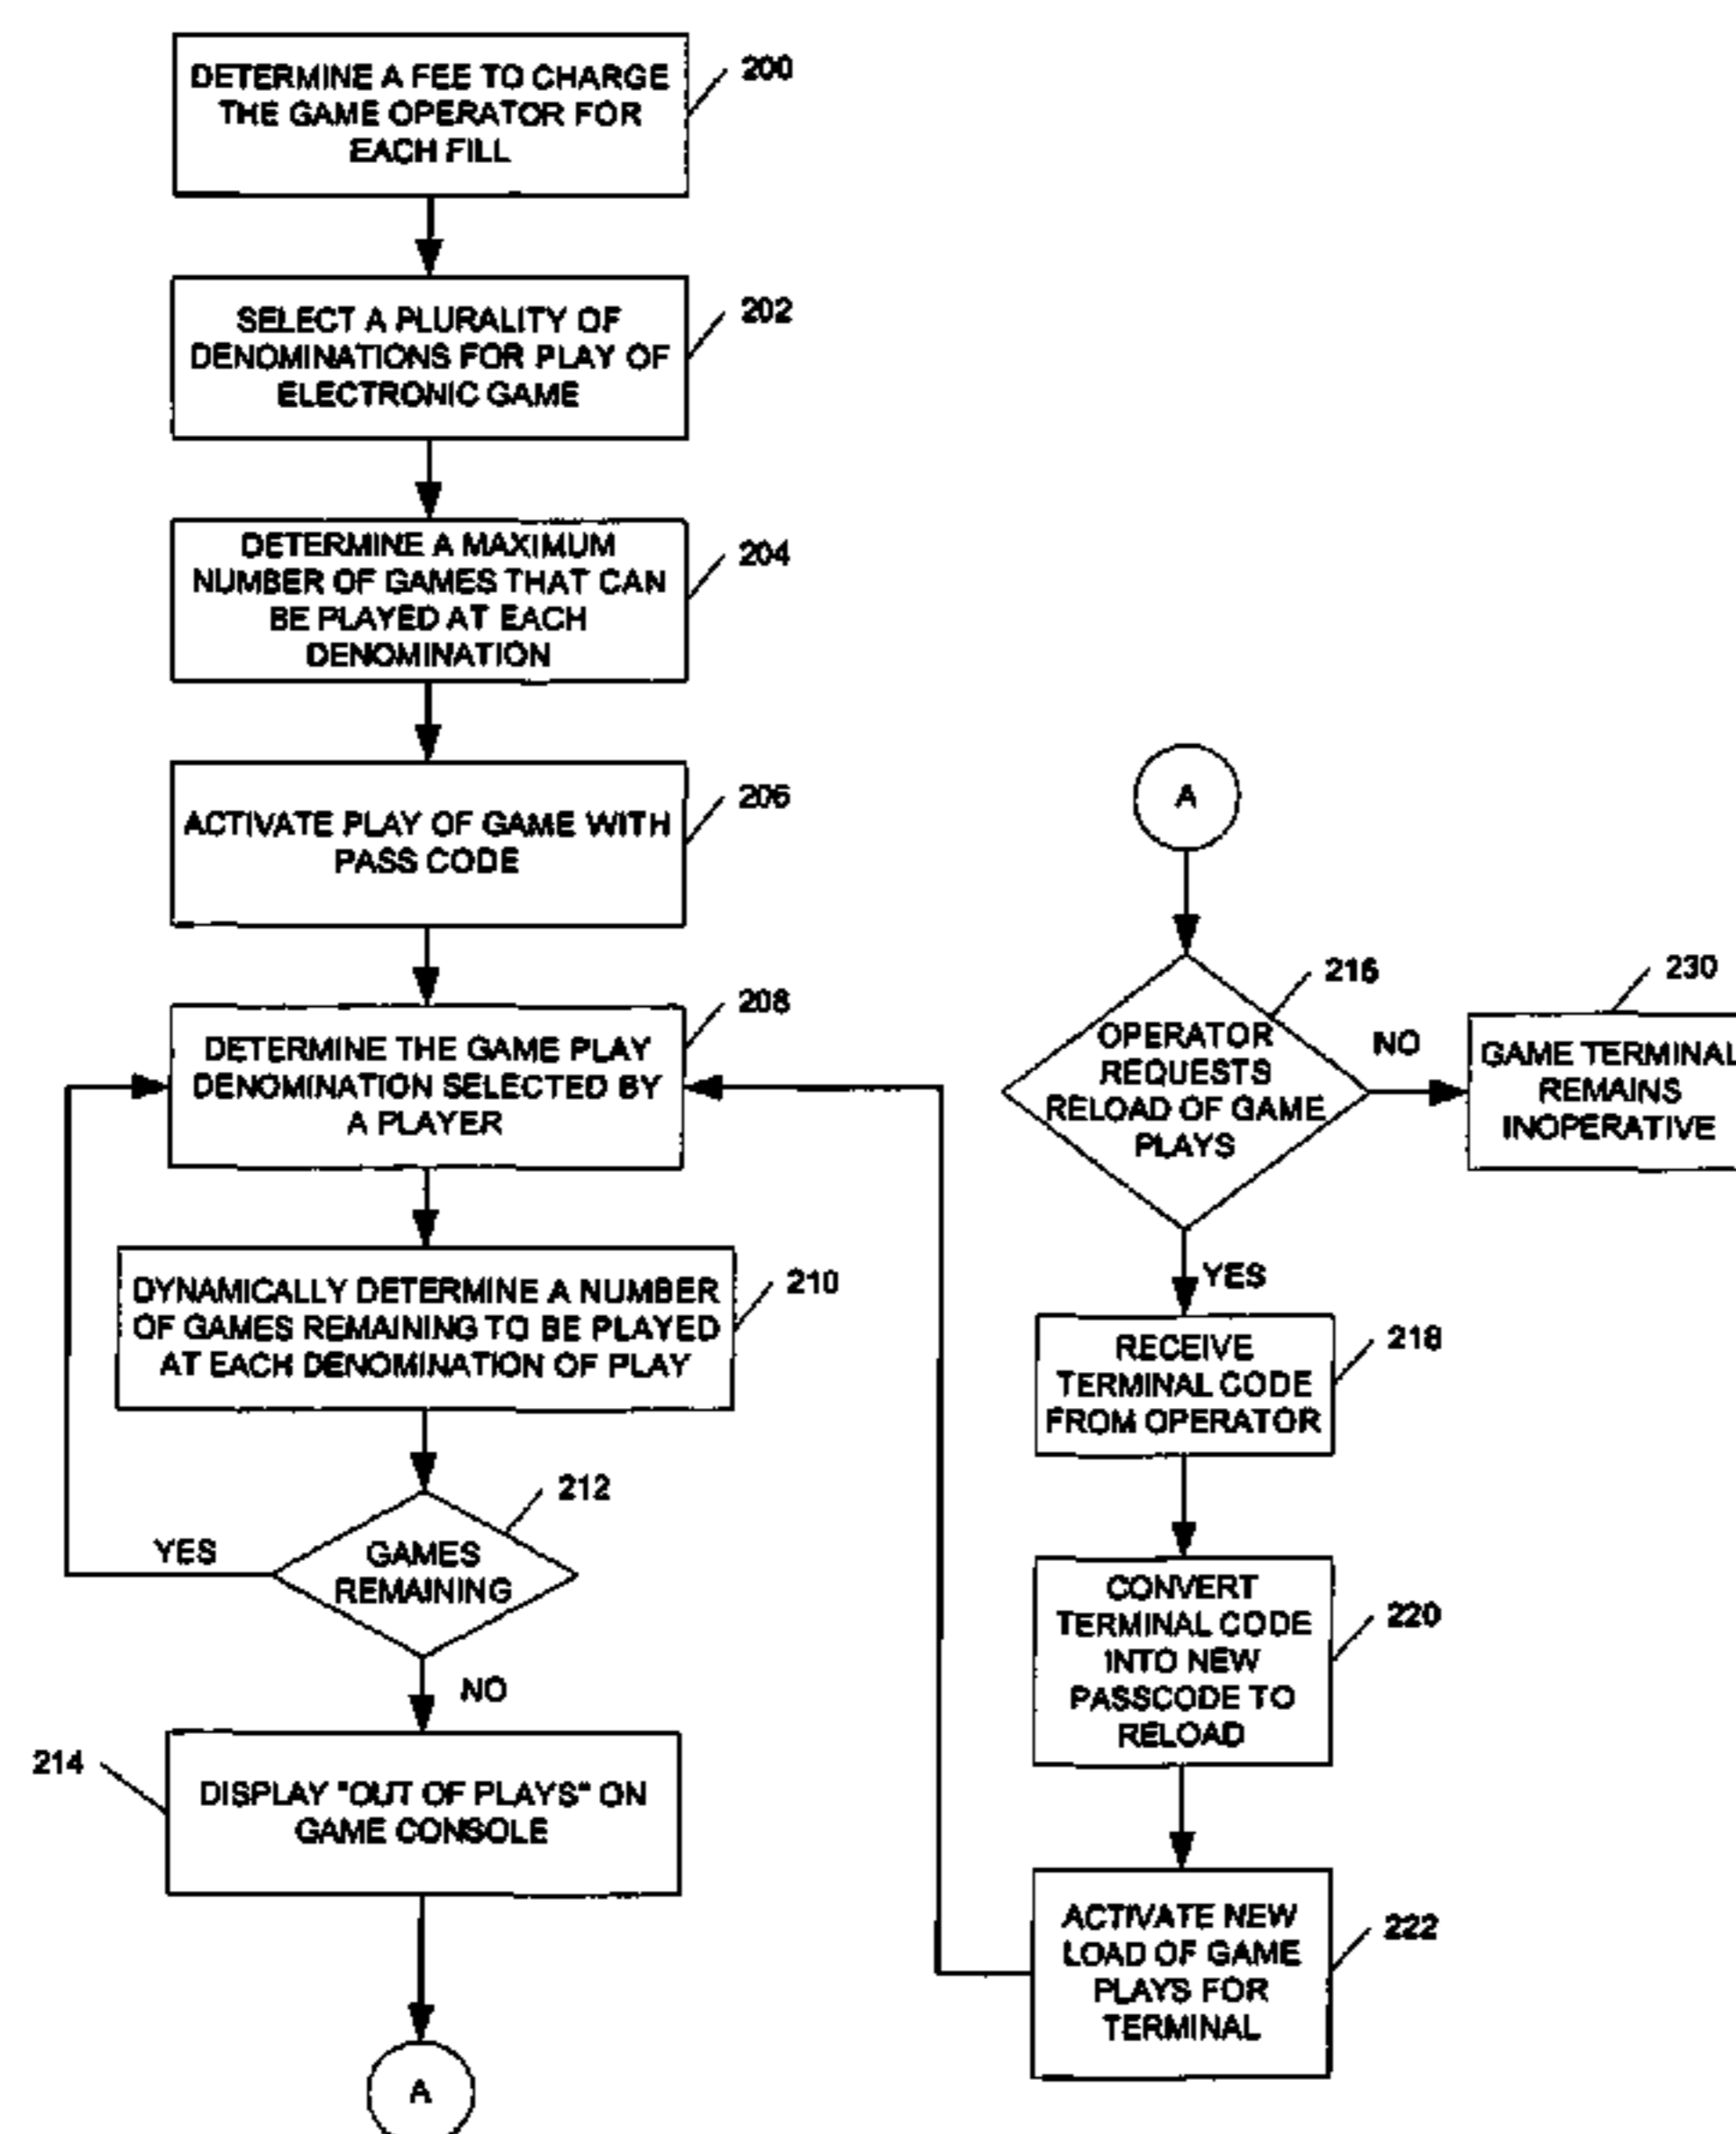 DETERMINE A FEE TO CHARGE
THE GAME OPERATOR FOR
EACH FILL
200
SELECT A PLURALITY OF
DENOMINATIONS FOR PLAY OF
ELECTRONIC GAME
202
DETERMINE A MAXIMUM
NUMBER OF GAMES THAT CAN
BE PLAYED AT EACH
DENOMINATION
204
ACTIVATE PLAY OF GAME WITH
PASS CODE
206
DETERMINE THE GAME PLAY
DENOMINATION SELECTED BY
A PLAYER
208
DYNAMICALLY DETERMINE A NUMBER
OF GAMES REMAINING TO BE PLAYED
AT EACH DENOMINATION OF PLAY
210
GAMES
REMAINING
212
YES
NO
214
DISPLAY "OUT OF PLAYS" ON
GAME CONSOLE
A
A
OPERATOR
REQUESTS
RELOAD OF GAME
PLAYS
216
NO
230
GAME TERMINAL
REMAINS
INOPERATIVE
YES
RECEIVE
TERMINAL CODE
FROM OPERATOR
218
CONVERT
TERMINAL CODE
INTO NEW
PASSCODE TO
RELOAD
220
ACTIVATE NEW
LOAD OF GAME
PLAYS FOR
TERMINAL
222